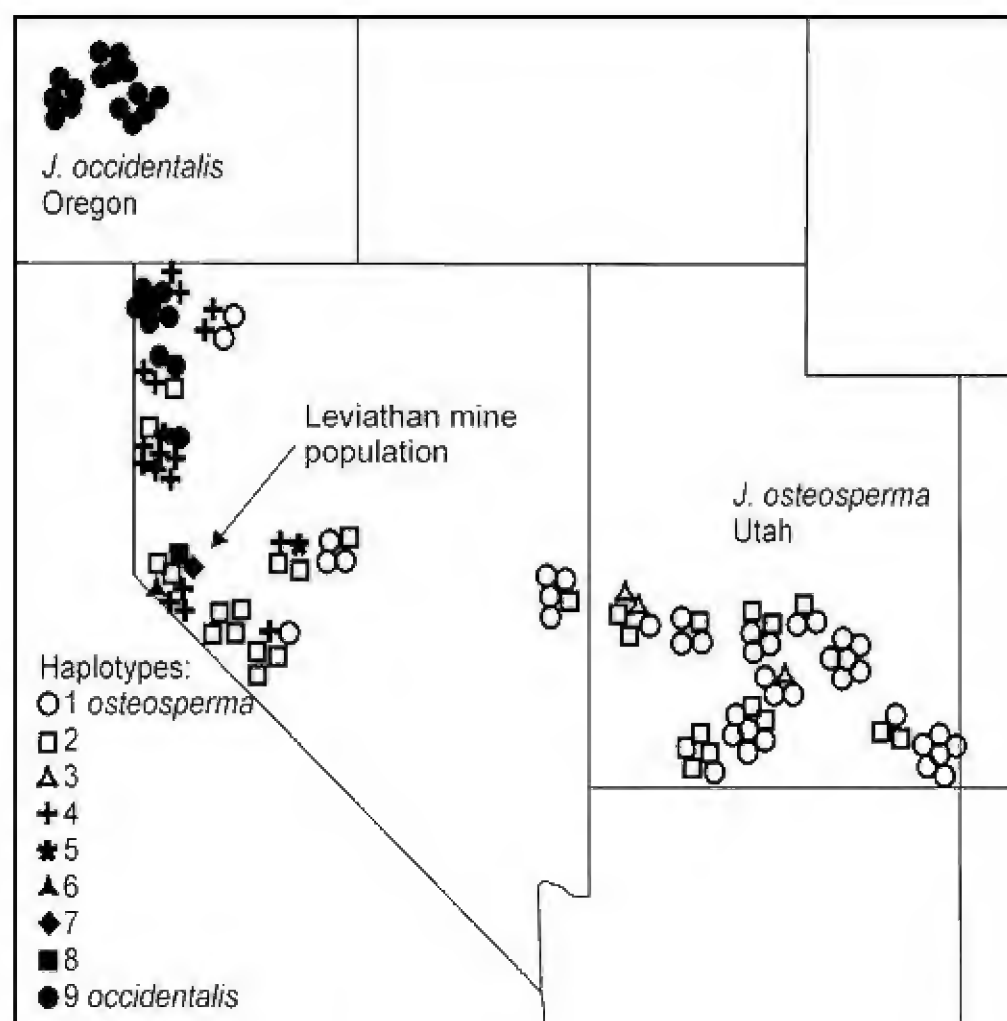 J. occidentalis
Oregon
Leviathan mine
population
J. osteosperma
Utah
Haplotypes:
1 osteosperma
2
3
4
5
6
7
8
9 occidentalis